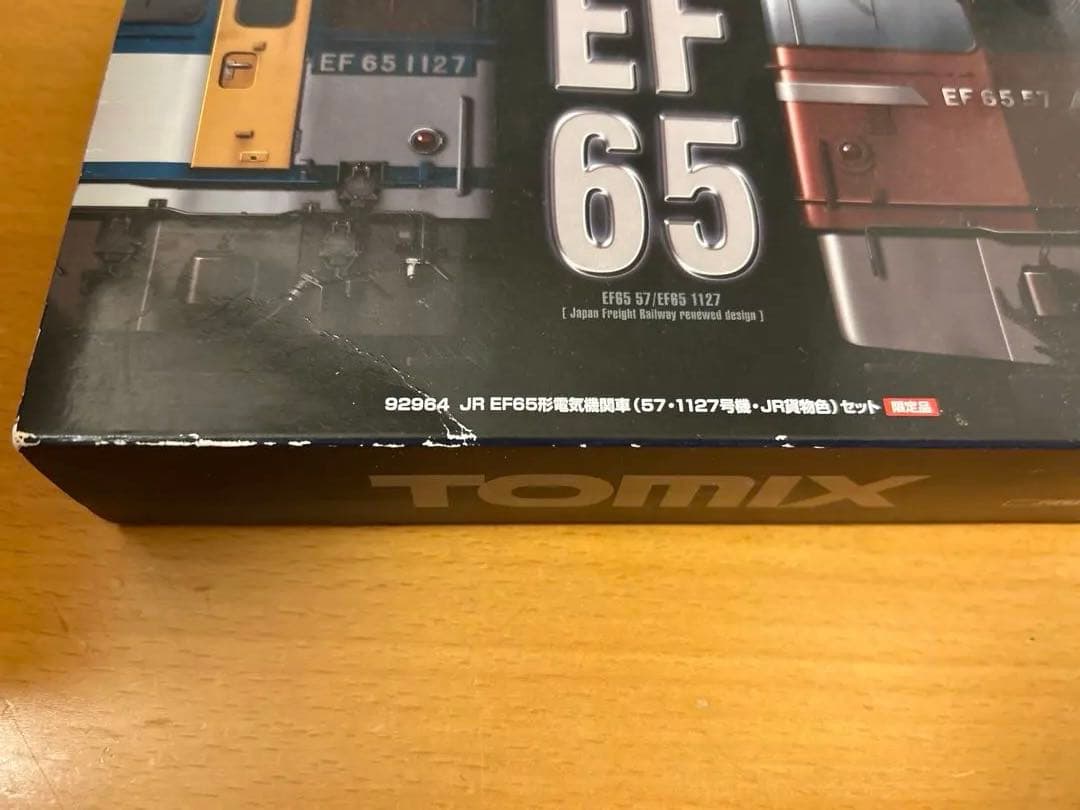 EF 65 1127
EF
65
EF 65 57
EF65 57/EF65 1127
[ Japan Freight Railway renewed design ]
92964 JR EF65形電気機関車(57・1127号機・JR貨物色)セット 限定品
TOMIX